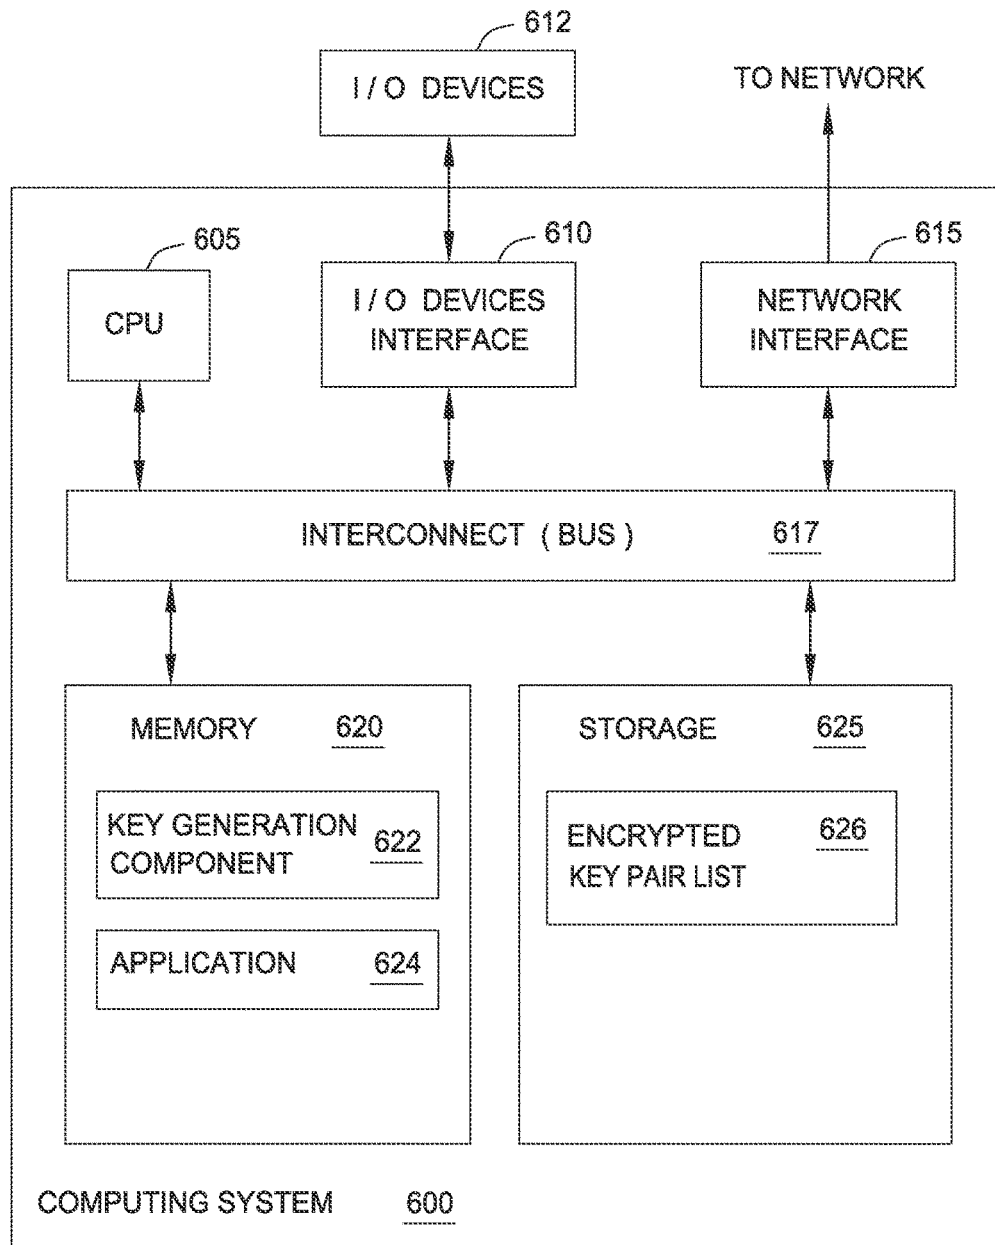 612
I / O DEVICES
TO NETWORK
605
610
615
CPU
I / O DEVICES
INTERFACE
NETWORK
INTERFACE
INTERCONNECT ( BUS ) 617
MEMORY 620
KEY GENERATION
COMPONENT 622
APPLICATION 624
STORAGE 625
ENCRYPTED 626
KEY PAIR LIST
COMPUTING SYSTEM 600